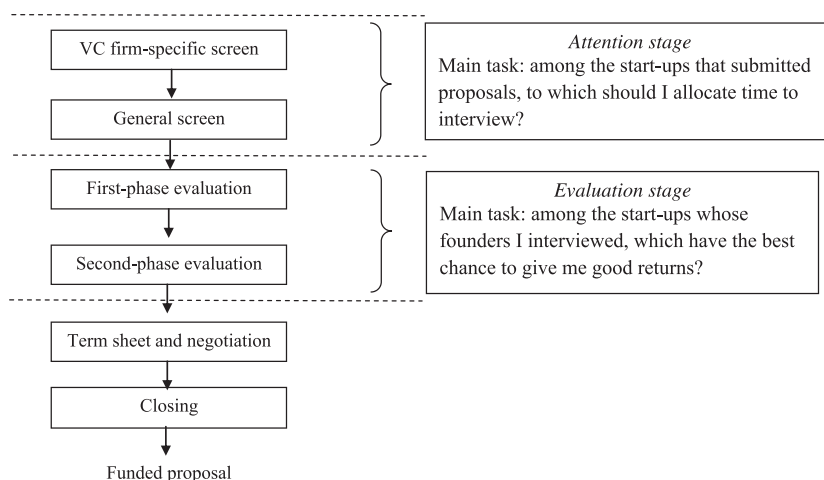 VC firm-specific screen
General screen
Attention stage
Main task: among the start-ups that submitted
proposals, to which should I allocate time to
interview?
First-phase evaluation
Second-phase evaluation
Evaluation stage
Main task: among the start-ups whose
founders I interviewed, which have the best
chance to give me good returns?
Term sheet and negotiation
Closing
Funded proposal